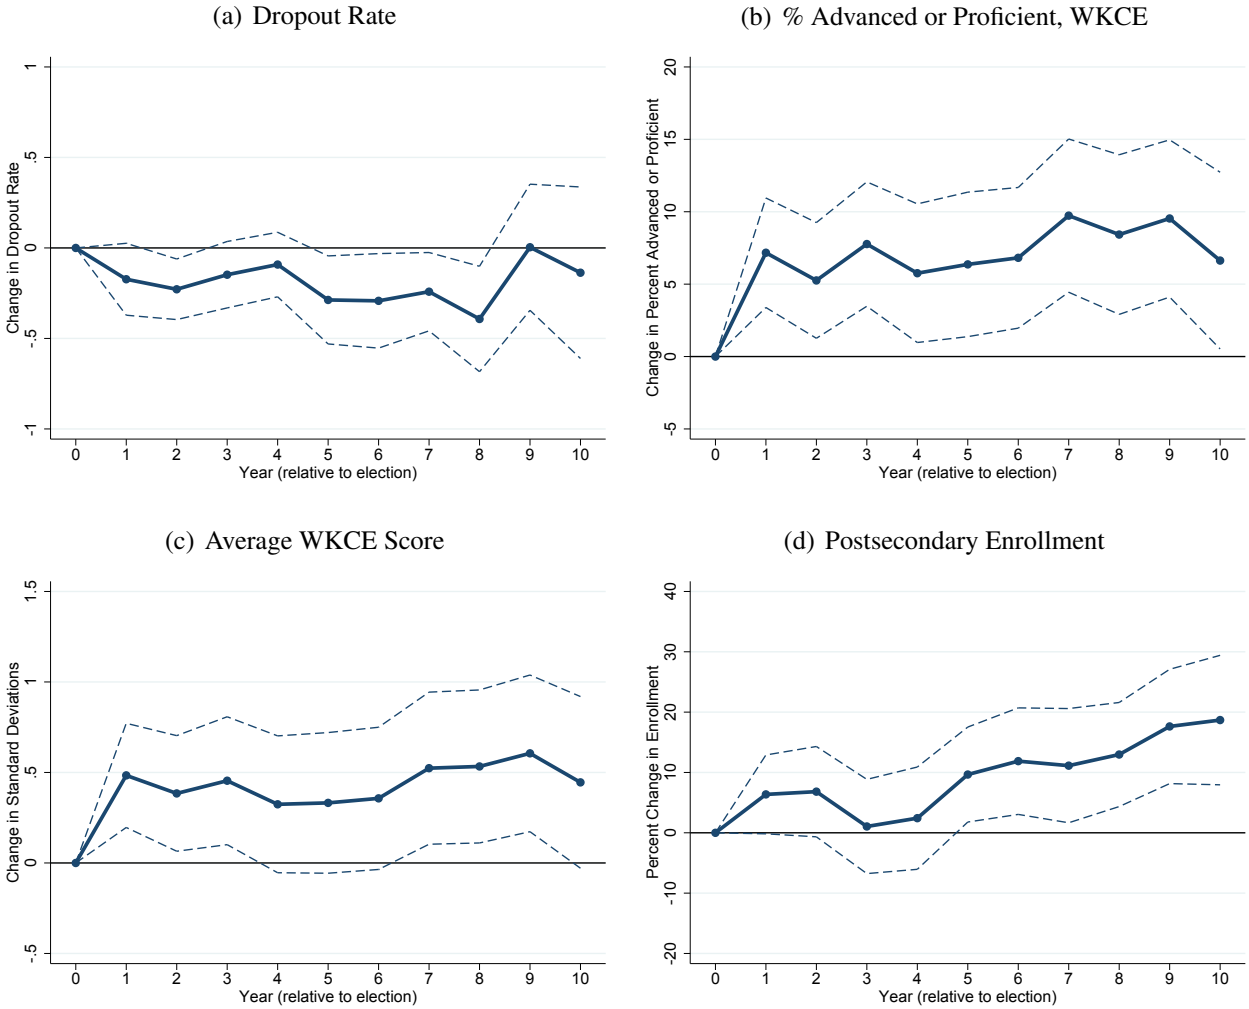 (a) Dropout Rate
Change in Dropout Rate
1
.5
0
-.5
-1
0 1 2 3 4 5 6 7 8 9 10
Year (relative to election)
(b) % Advanced or Proficient, WKCE
Change in Percent Advanced or Proficient
20
15
10
5
0
-5
0 1 2 3 4 5 6 7 8 9 10
Year (relative to election)
(c) Average WKCE Score
Change in Standard Deviations
1.5
1
.5
0
-.5
0 1 2 3 4 5 6 7 8 9 10
Year (relative to election)
(d) Postsecondary Enrollment
Percent Change in Enrollment
40
30
20
10
0
-10
-20
0 1 2 3 4 5 6 7 8 9 10
Year (relative to election)